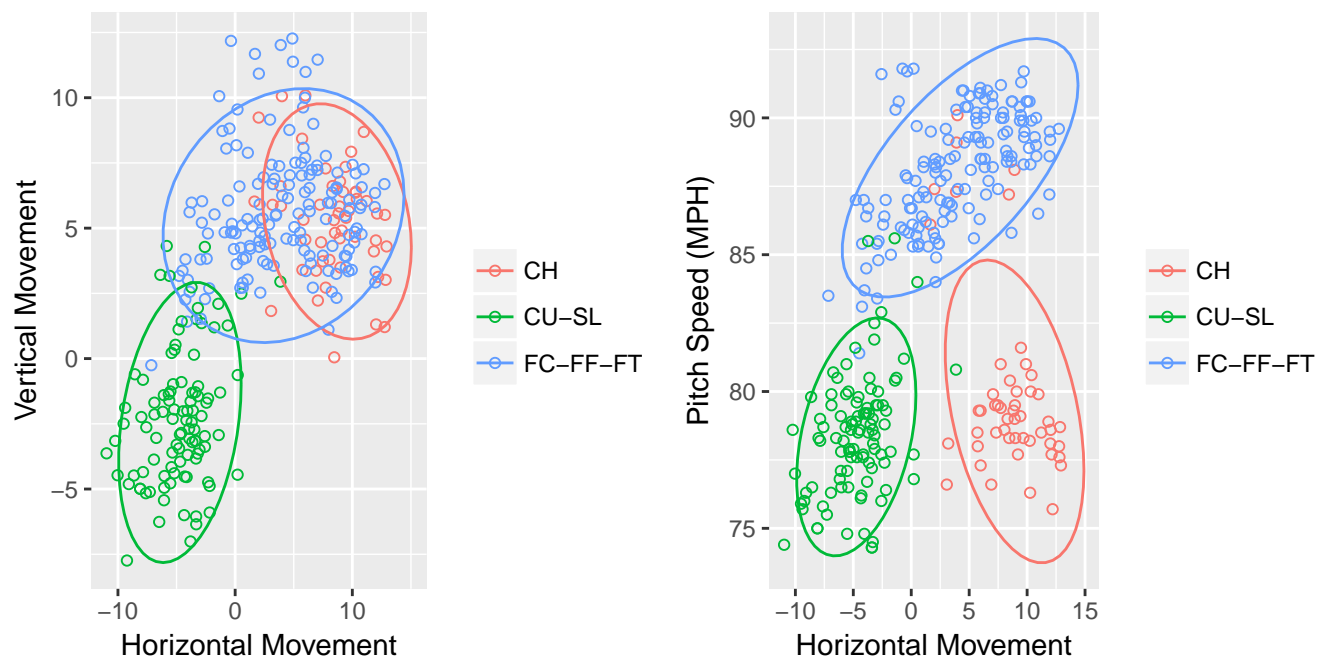 10
5
0
−5
−10
0
10
Horizontal Movement
Vertical Movement
CH
CU−SL
FC−FF−FT
90
85
80
75
−10
−5
0
5
10
15
Horizontal Movement
Pitch Speed (MPH)
CH
CU−SL
FC−FF−FT